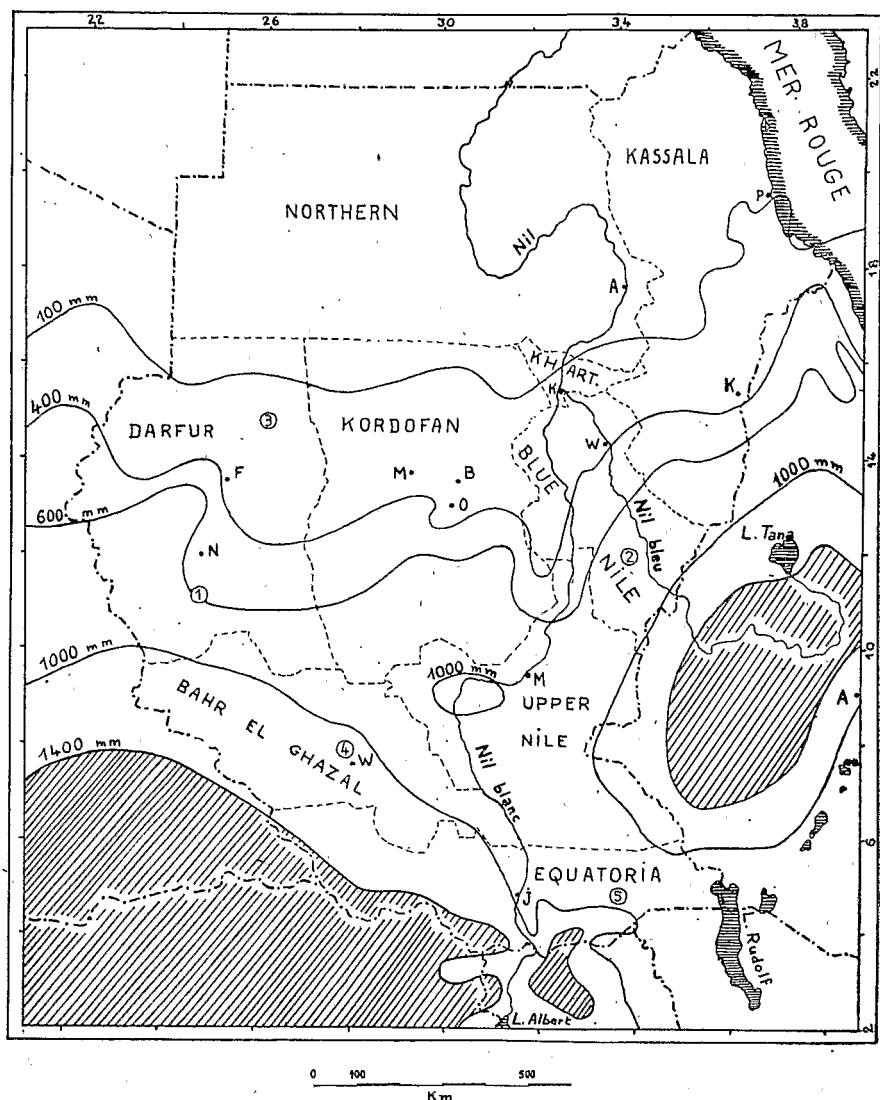 22 26 30 34 38
22
MER ROUGE
KASSALA
P
NORTHERN
Nil
18
A
100 mm
KHART.
K
K
400 mm
③
DARFUR
KORDOFAN
BLUE
W
14
1000 mm
F
M
B
O
600 mm
Nil bleu
L. Tana
N
②
NILE
①
10
1000 mm
1000 mm
M
BAHR EL GHAZAL
UPPER NILE
A
④
W
1400 mm
Nil blanc
6
EQUATORIA
J
⑤
L. Rudolf
L. Albert
2
0 100 500
Km